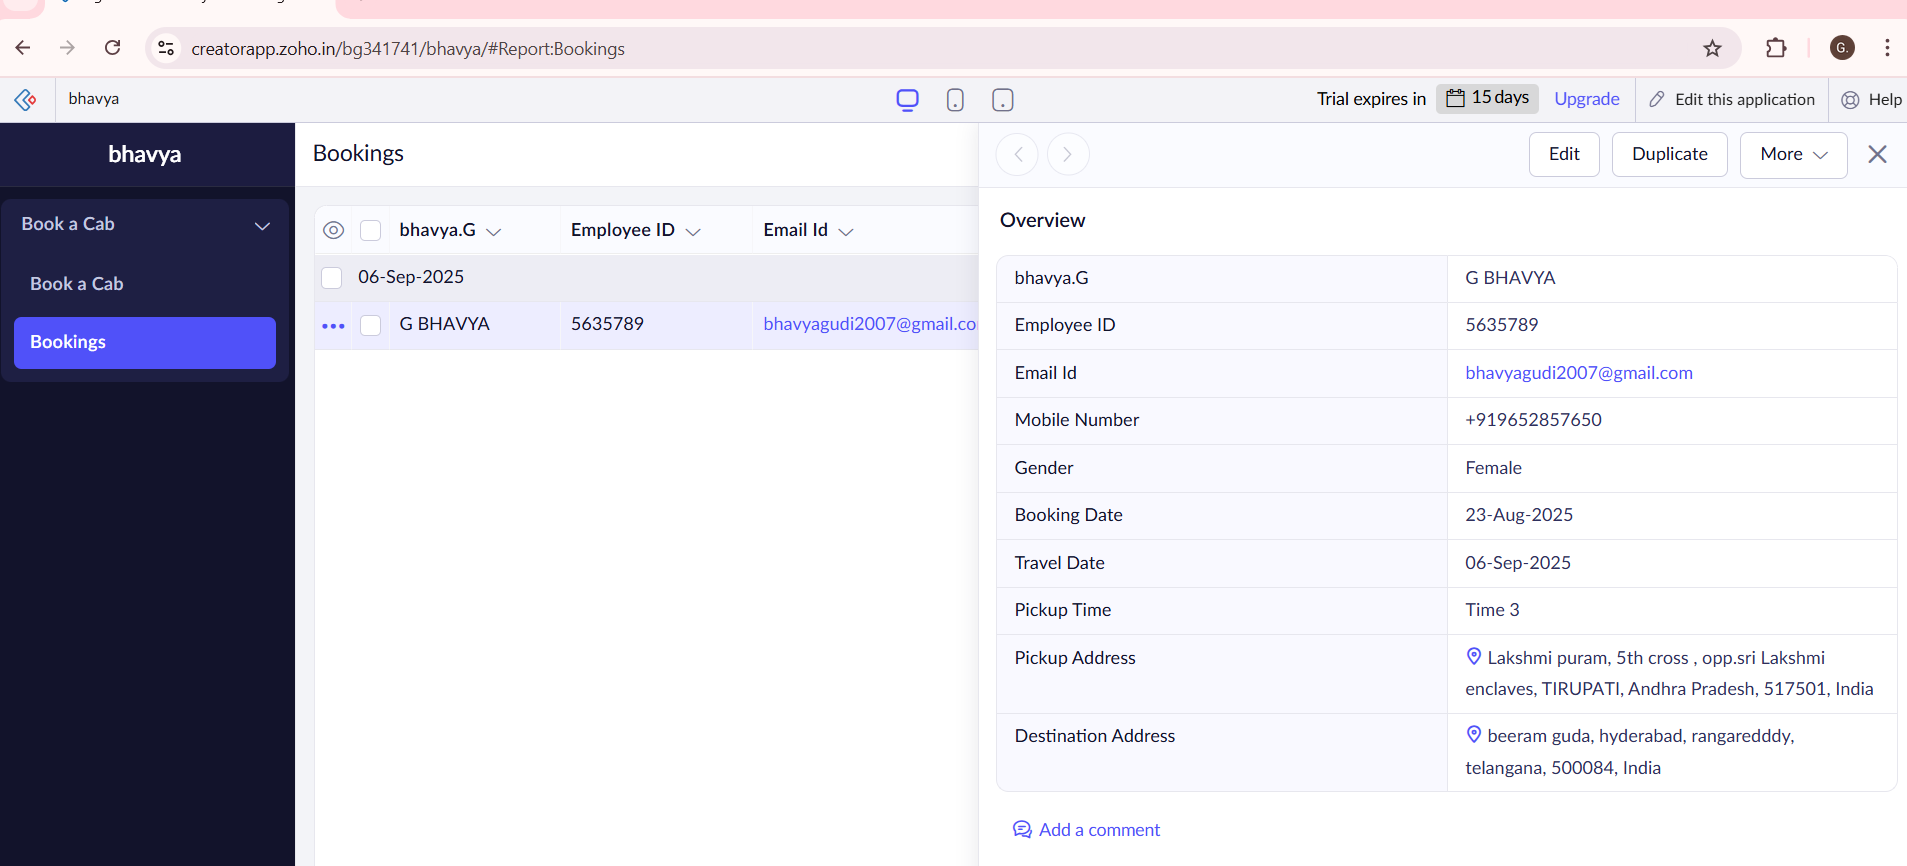 creatorapp.zoho.in/bg341741/bhavya/#Report:Bookings
G.
bhavya
Trial expires in 15 days Upgrade Edit this application Help
bhavya
Book a Cab
Book a Cab
Bookings
Bookings
bhavya.G Employee ID Email Id
06-Sep-2025
G BHAVYA 5635789 bhavyagudi2007@gmail.co
Edit Duplicate More
Overview
bhavya.G G BHAVYA
Employee ID 5635789
Email Id bhavyagudi2007@gmail.com
Mobile Number +919652857650
Gender Female
Booking Date 23-Aug-2025
Travel Date 06-Sep-2025
Pickup Time Time 3
Pickup Address Lakshmi puram, 5th cross , opp.sri Lakshmi
enclaves, TIRUPATI, Andhra Pradesh, 517501, India
Destination Address beeram guda, hyderabad, rangaredddy,
telangana, 500084, India
Add a comment